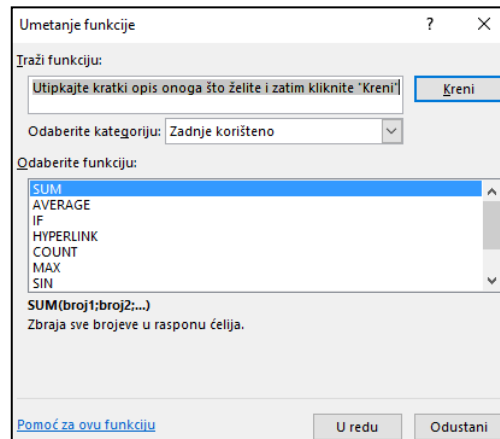 Umetanje funkcije ? ×
Traži funkciju:
Utipkajte kratki opis onoga što želite i zatim kliknite "Kreni"
Kreni
Odaberite kategoriju: Zadnje korišteno
Odaberite funkciju:
SUM
AVERAGE
IF
HYPERLINK
COUNT
MAX
SIN
SUM(broj1;broj2;...)
Zbraja sve brojeve u rasponu ćelija.
Pomoć za ovu funkciju
U redu
Odustani